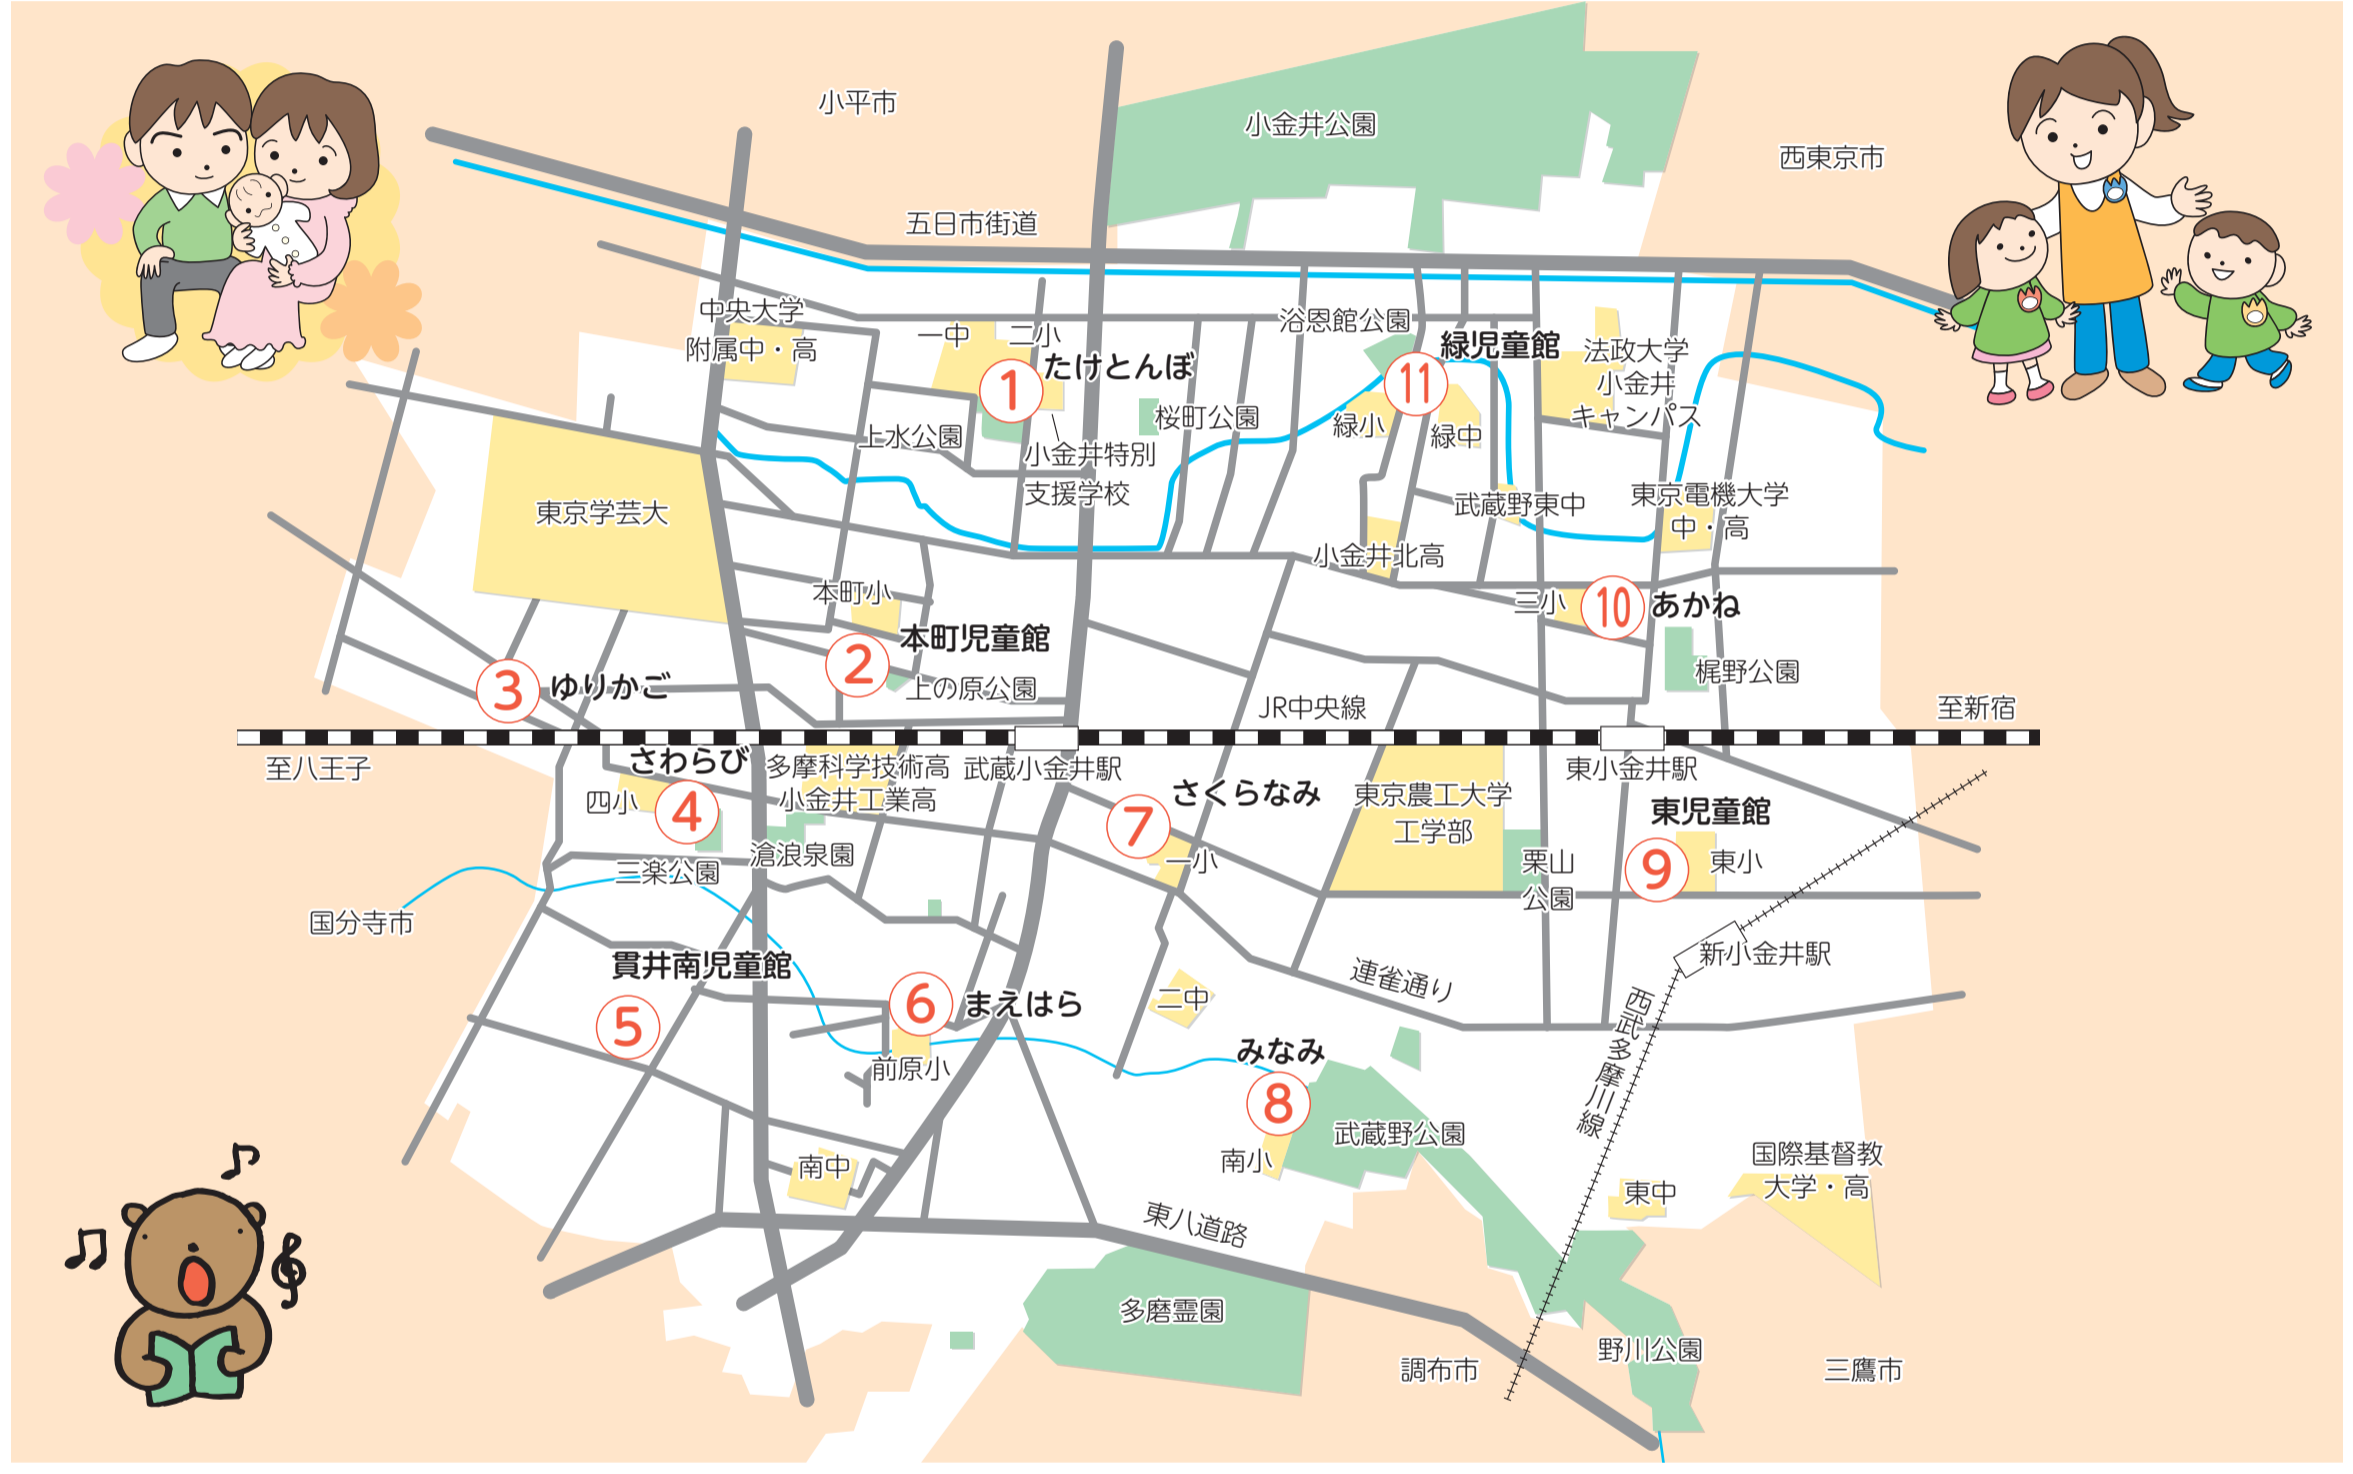 小平市
小金井公園
西東京市
五日市街道
中央大学
附属中・高
一中
二小
浴恩館公園
緑児童館
法政大学
小金井
キャンパス
1
たけとんぼ
11
桜町公園
緑小
緑中
上水公園
小金井特別
支援学校
東京学芸大
武蔵野東中
東京電機大学
中・高
小金井北高
本町小
三小
10
あかね
2
本町児童館
上の原公園
梶野公園
3
ゆりかご
JR中央線
至新宿
至八王子
さわらび
多摩科学技術高
小金井工業高
武蔵小金井駅
東小金井駅
四小
4
7
さくらなみ
東京農工大学
工学部
東児童館
滄浪泉園
三楽公園
一小
栗山
公園
9
東小
国分寺市
新小金井駅
貫井南児童館
5
6
まえはら
二中
連雀通り
西武多摩川線
前原小
みなみ
8
武蔵野公園
南小
南中
国際基督教
大学・高
東中
東八道路
多磨霊園
調布市
野川公園
三鷹市